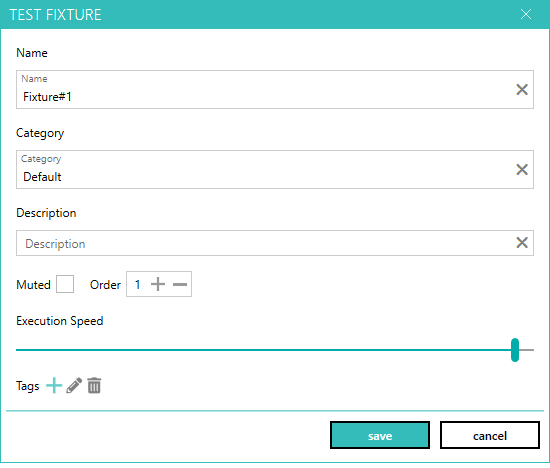 TEST FIXTURE
Name
Name
Fixture#1
Category
Category
Default
Description
Description
Muted Order 1
Execution Speed
Tags
save cancel